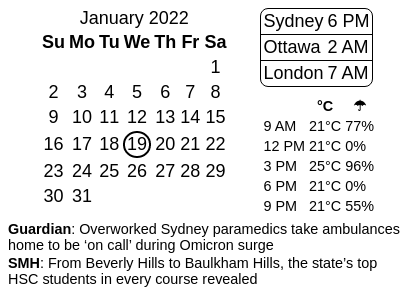 January 2022
Su Mo Tu We Th Fr Sa
1
2 3 4 5 6 7 8
9 10 11 12 13 14 15
16 17 18 19 20 21 22
23 24 25 26 27 28 29
30 31
Sydney 6 PM
Ottawa 2 AM
London 7 AM
°C ☂
9 AM 21°C 77%
12 PM 21°C 0%
3 PM 25°C 96%
6 PM 21°C 0%
9 PM 21°C 55%
Guardian: Overworked Sydney paramedics take ambulances
home to be ‘on call’ during Omicron surge
SMH: From Beverly Hills to Baulkham Hills, the state’s top
HSC students in every course revealed